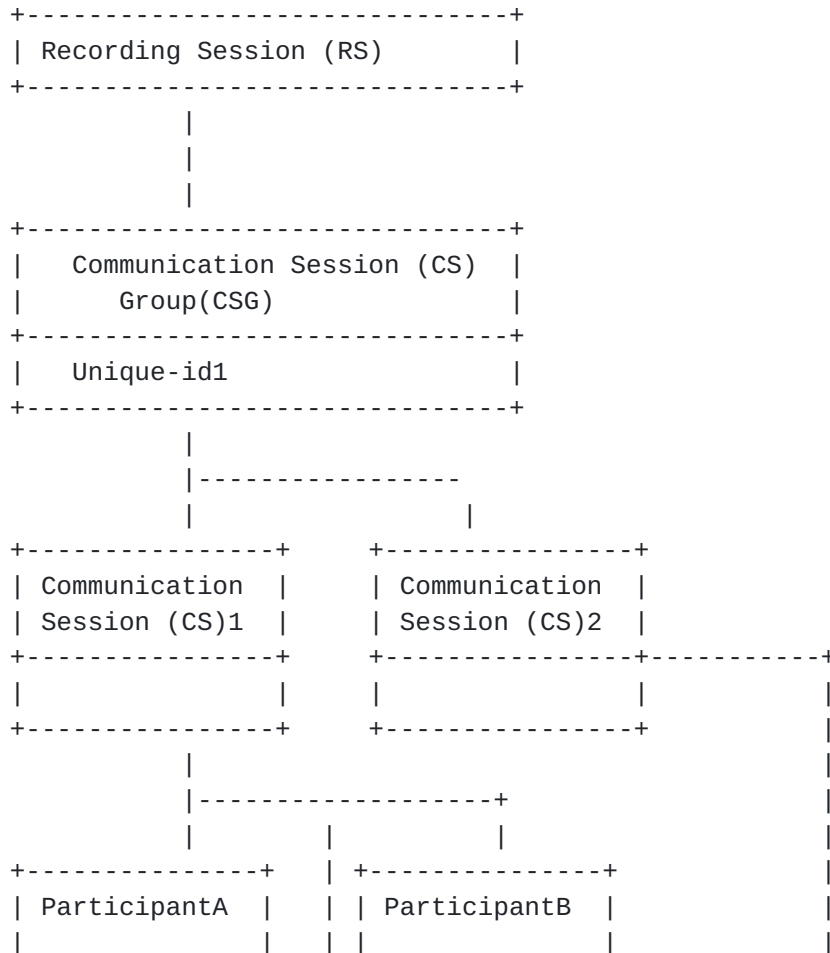 Recording Session (RS)
Communication Session (CS)
Group(CSG)
Unique-id1
Communication Communication
Session (CS)1 Session (CS)2
ParticipantA ParticipantB